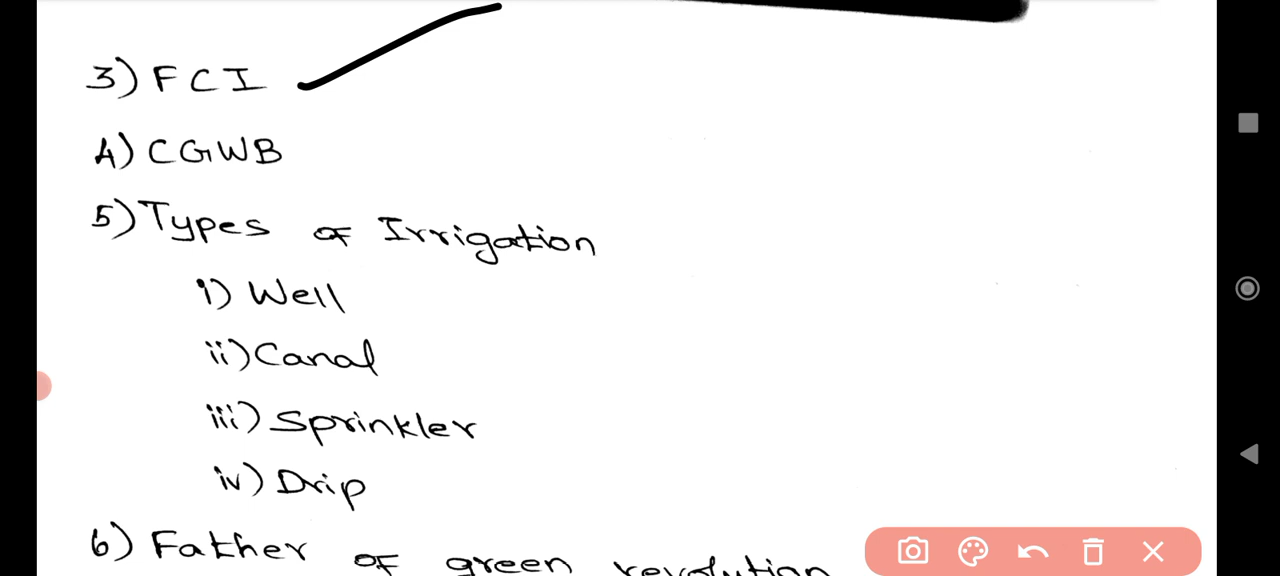 3) FCI
4) CGWB
5) Types of Irrigation
i) Well
ii) Canal
iii) Sprinkler
iv) Drip
6) Father of green revolution